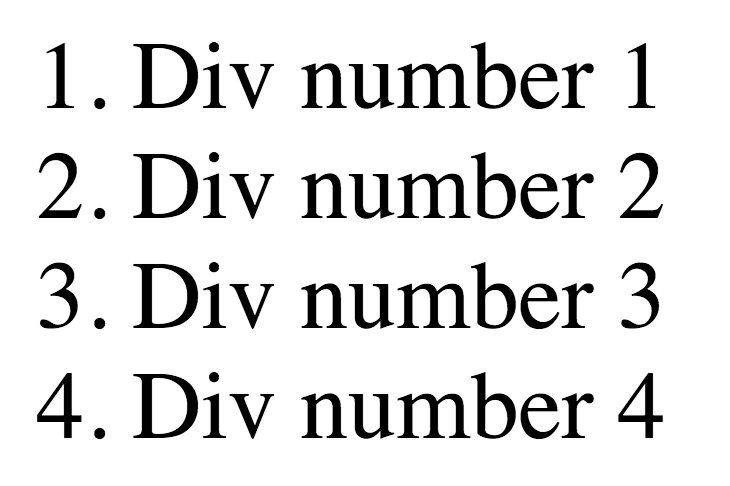 1. Div number 1
2. Div number 2
3. Div number 3
4. Div number 4